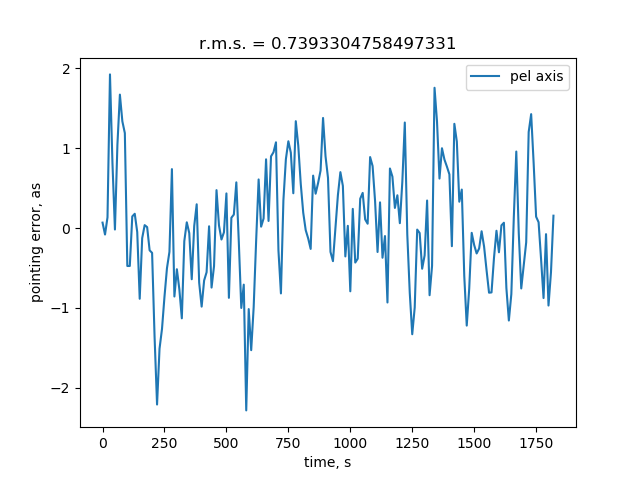 r.m.s. = 0.7393304758497331
pel axis
2
1
0
−1
−2
pointing error, as
0 250 500 750 1000 1250 1500 1750
time, s